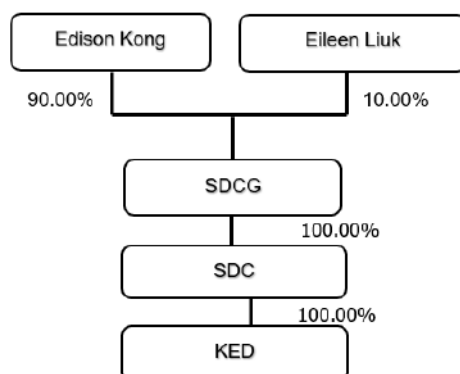 Edison Kong
Eileen Liuk
90.00%
10.00%
SDCG
100.00%
SDC
100.00%
KED